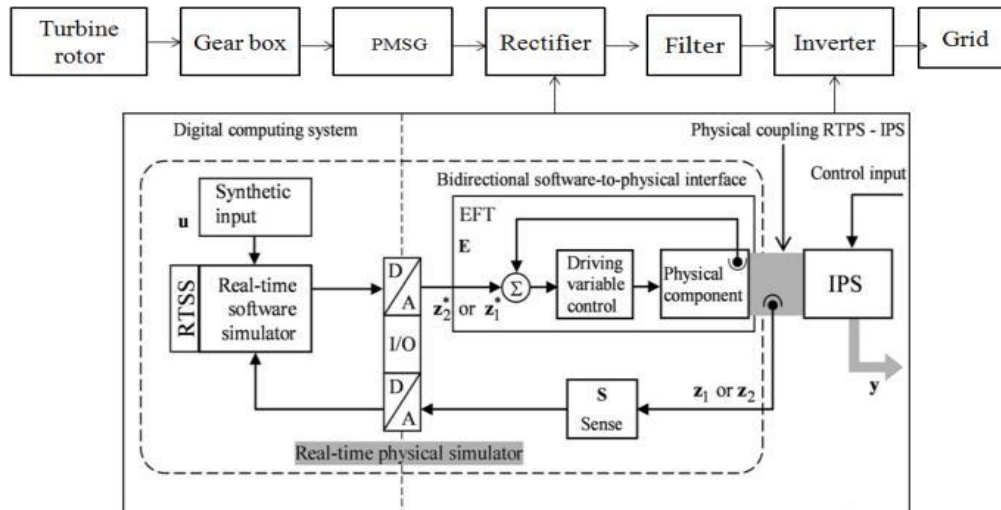 Turbine
rotor
Gear box
PMSG
Rectifier
Filter
Inverter
Grid
Digital computing system
Physical coupling RTPS - IPS
Bidirectional software-to-physical interface
Control input
Synthetic
input
u
EFT
E
RTSS
Real-time
software
simulator
D
A
z₂* or z₁*
Σ
Driving
variable
control
Physical
component
IPS
I/O
D
A
S
Sense
z₁ or z₂
y
Real-time physical simulator